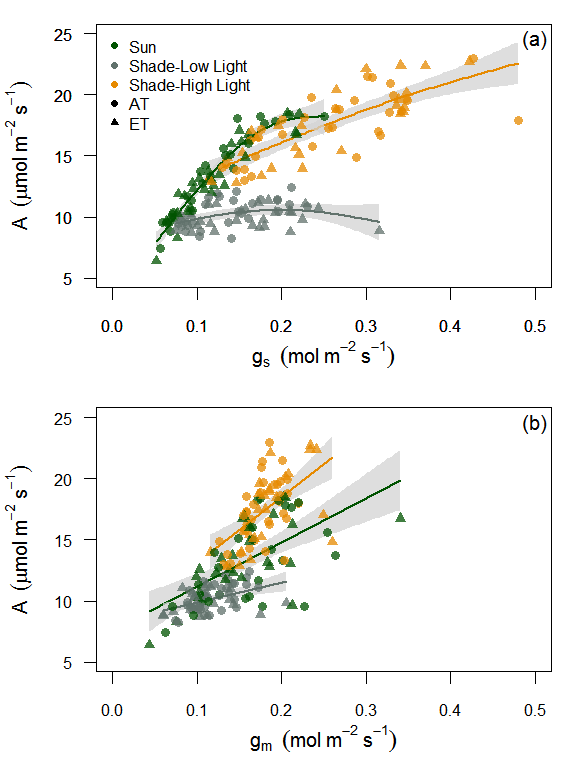 (a)
Sun
Shade-Low Light
Shade-High Light
AT
ET
25
20
15
10
5
A (μmol m⁻² s⁻¹)
0.0 0.1 0.2 0.3 0.4 0.5
gₛ (mol m⁻² s⁻¹)
(b)
25
20
15
10
5
A (μmol m⁻² s⁻¹)
0.0 0.1 0.2 0.3 0.4 0.5
gₘ (mol m⁻² s⁻¹)